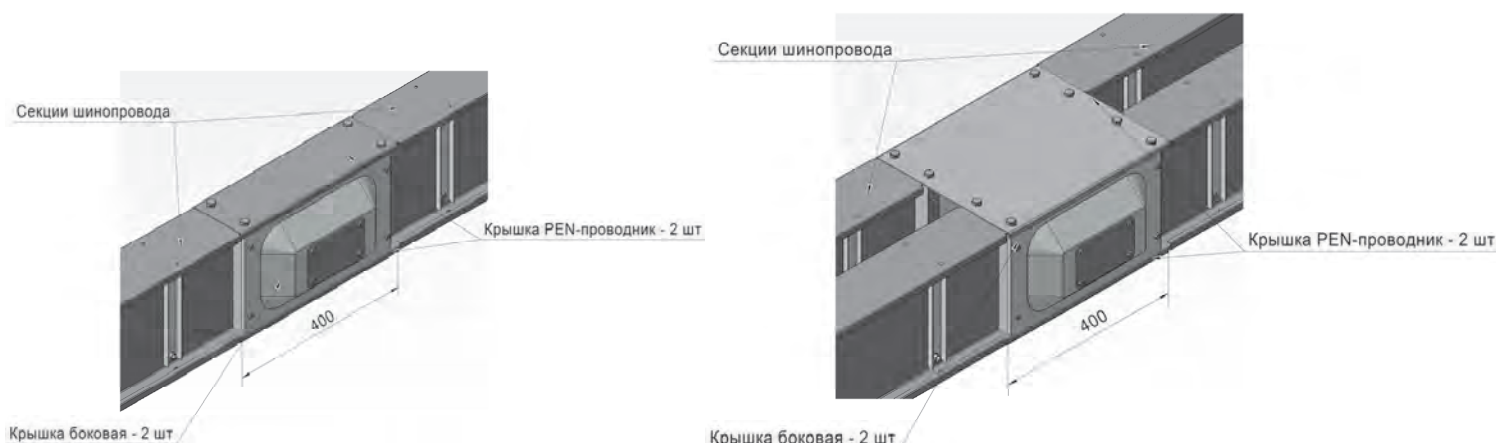 Секции шинопровода
Крышка PEN-проводник - 2 шт
400
Крышка боковая - 2 шт
Секции шинопровода
Крышка PEN-проводник - 2 шт
400
Крышка боковая - 2 шт